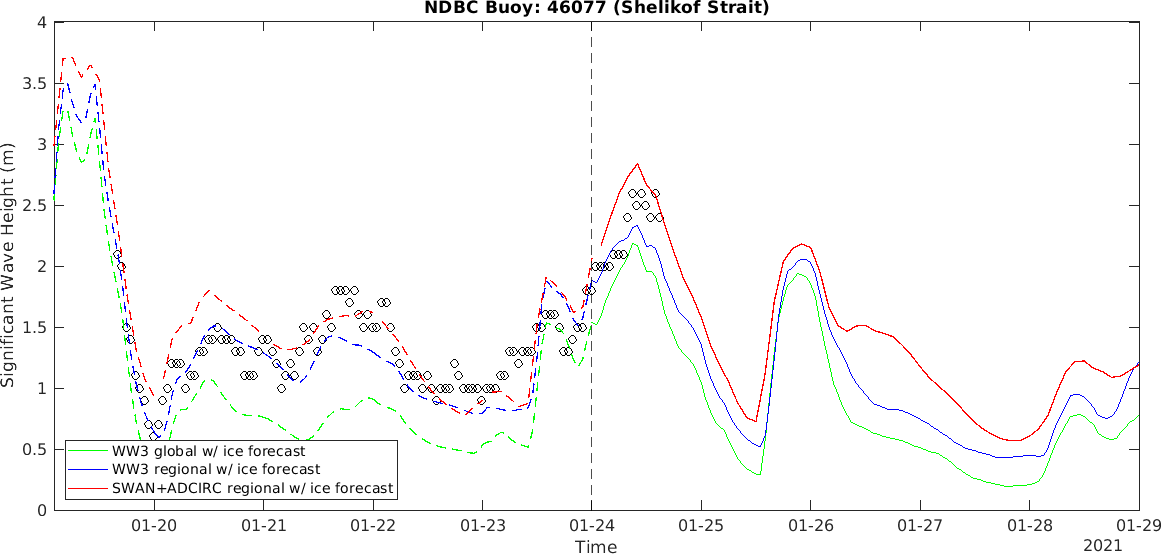 NDBC Buoy: 46077 (Shelikof Strait)
Significant Wave Height (m)
4
3.5
3
2.5
2
1.5
1
0.5
0
WW3 global w/ ice forecast
WW3 regional w/ ice forecast
SWAN+ADCIRC regional w/ ice forecast
01-20 01-21 01-22 01-23 01-24 01-25 01-26 01-27 01-28 01-29
Time
2021